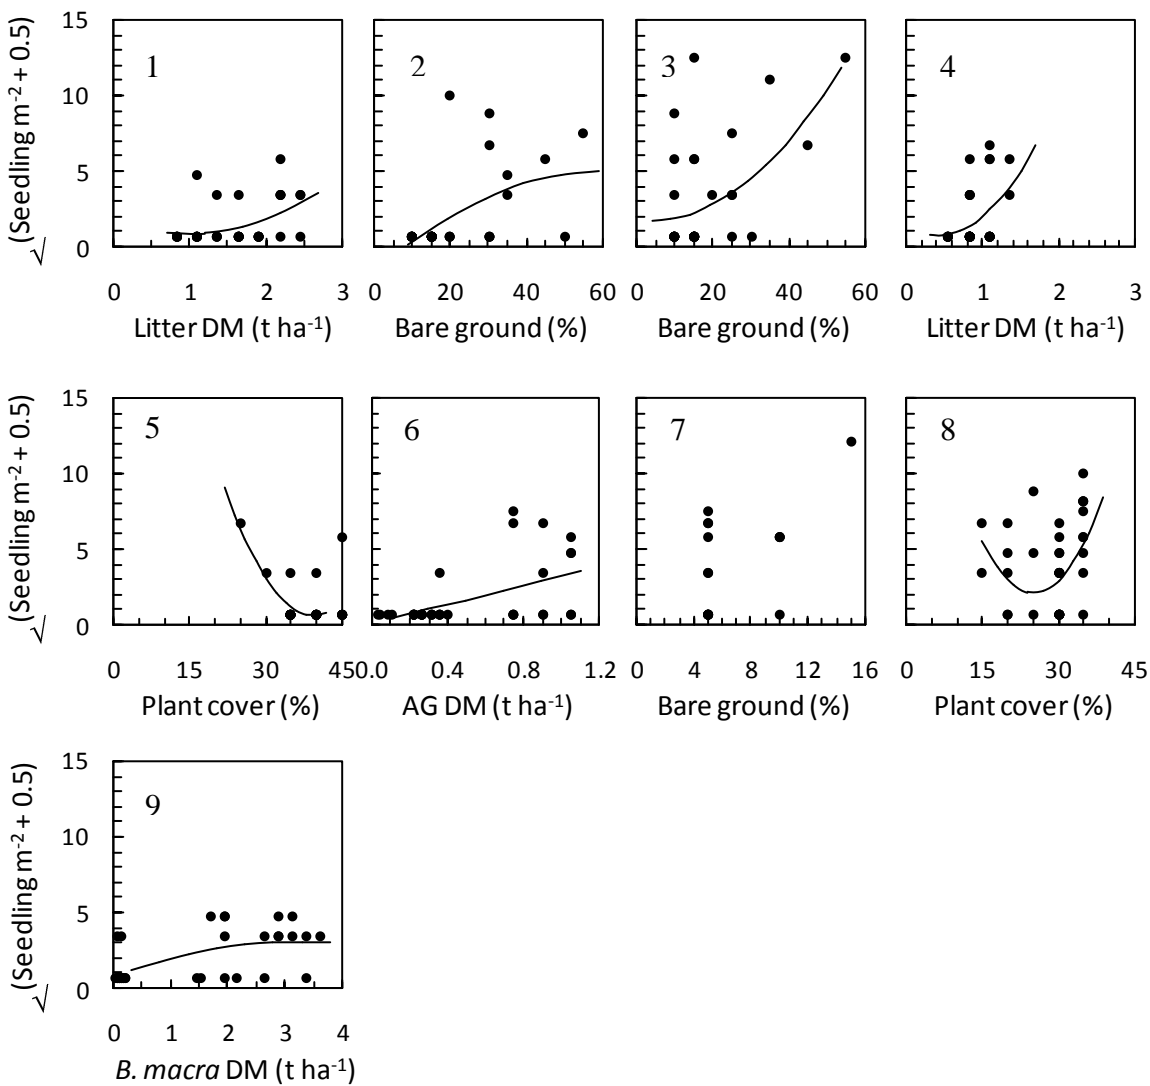 √(Seedling m-2 + 0.5)
15
10
5
0
1
2
3
4
0 1 2 3
0 20 40 60
0 20 40 60
0 1 2 3
Litter DM (t ha-1)
Bare ground (%)
Bare ground (%)
Litter DM (t ha-1)
√(Seedling m-2 + 0.5)
15
10
5
0
5
6
7
8
0 15 30 45
0.0 0.4 0.8 1.2
0 4 8 12 16
0 15 30 45
Plant cover (%)
AG DM (t ha-1)
Bare ground (%)
Plant cover (%)
√(Seedling m-2 + 0.5)
15
10
5
0
9
0 1 2 3 4
B. macra DM (t ha-1)